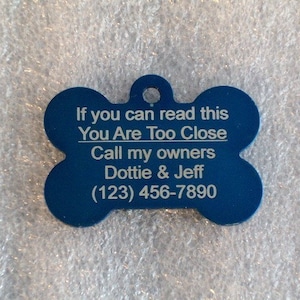 If you can read this
You Are Too Close
Call my owners
Dottie & Jeff
(123) 456-7890